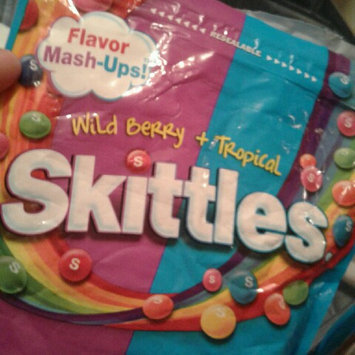 RESEALABLE
Flavor
Mash-Ups!
Wild Berry + Tropical
Skittles